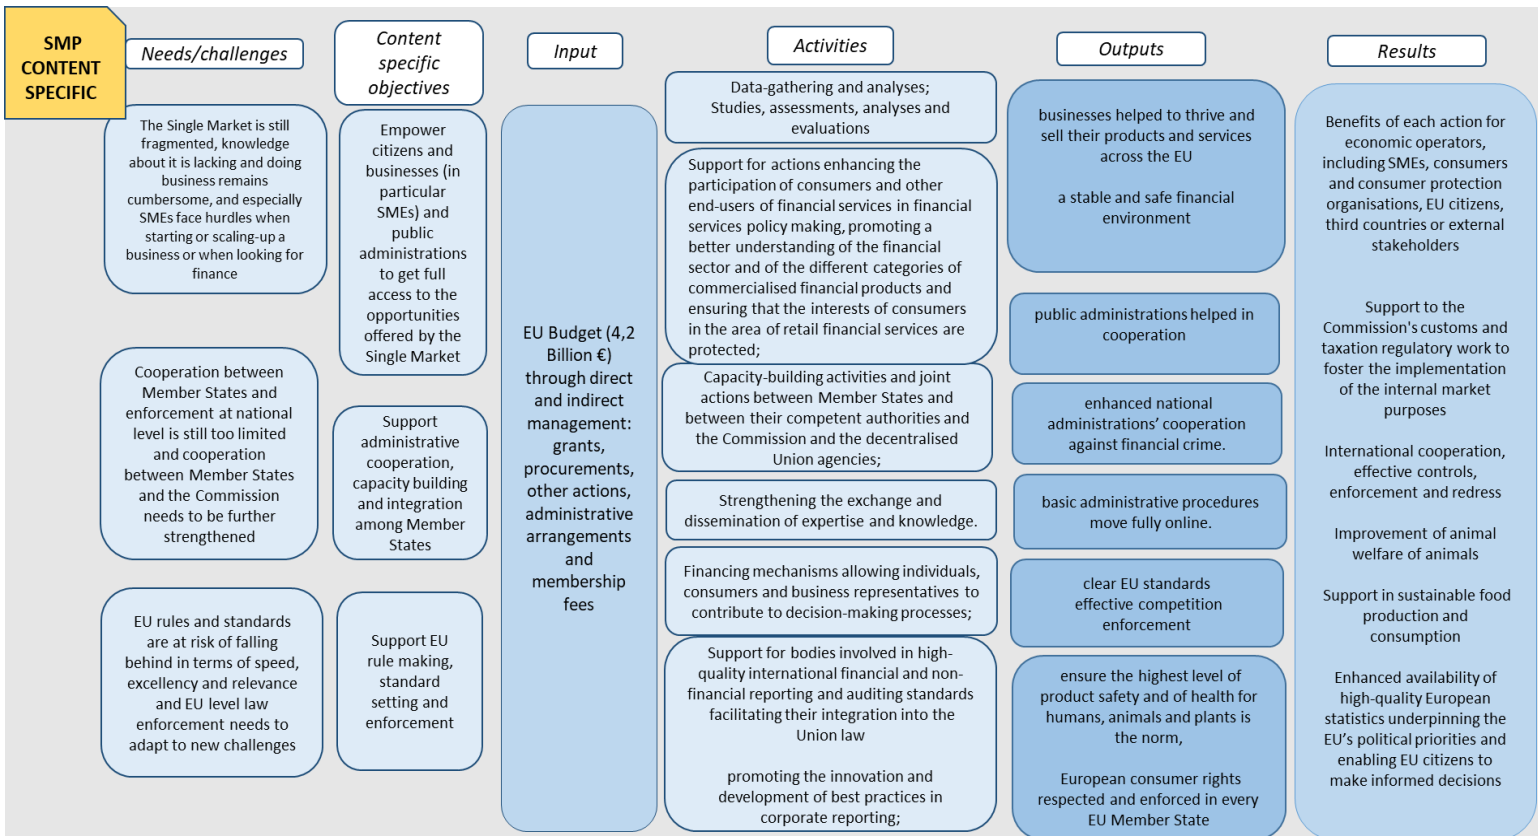 SMP
CONTENT
SPECIFIC
Needs/challenges
The Single Market is still
fragmented, knowledge
about it is lacking and doing
business remains
cumbersome, and especially
SMEs face hurdles when
starting or scaling-up a
business or when looking for
finance
Cooperation between
Member States and
enforcement at national
level is still too limited
and cooperation
between Member States
and the Commission
needs to be further
strengthened
EU rules and standards
are at risk of falling
behind in terms of speed,
excellency and relevance
and EU level law
enforcement needs to
adapt to new challenges
Content
specific
objectives
Empower
citizens and
businesses (in
particular
SMEs) and
public
administrations
to get full
access to the
opportunities
offered by the
Single Market
Support
administrative
cooperation,
capacity building
and integration
among Member
States
Support EU
rule making,
standard
setting and
enforcement
Input
EU Budget (4,2
Billion €)
through direct
and indirect
management:
grants,
procurements,
other actions,
administrative
arrangements
and
membership
fees
Activities
Data-gathering and analyses;
Studies, assessments, analyses and
evaluations
Support for actions enhancing the
participation of consumers and other
end-users of financial services in financial
services policy making, promoting a
better understanding of the financial
sector and of the different categories of
commercialised financial products and
ensuring that the interests of consumers
in the area of retail financial services are
protected;
Capacity-building activities and joint
actions between Member States and
between their competent authorities and
the Commission and the decentralised
Union agencies;
Strengthening the exchange and
dissemination of expertise and knowledge.
Financing mechanisms allowing individuals,
consumers and business representatives to
contribute to decision-making processes;
Support for bodies involved in high-
quality international financial and non-
financial reporting and auditing standards
facilitating their integration into the
Union law
promoting the innovation and
development of best practices in
corporate reporting;
Outputs
businesses helped to thrive and
sell their products and services
across the EU
a stable and safe financial
environment
public administrations helped in
cooperation
enhanced national
administrations’ cooperation
against financial crime.
basic administrative procedures
move fully online.
clear EU standards
effective competition
enforcement
ensure the highest level of
product safety and of health for
humans, animals and plants is
the norm,
European consumer rights
respected and enforced in every
EU Member State
Results
Benefits of each action for
economic operators,
including SMEs, consumers
and consumer protection
organisations, EU citizens,
third countries or external
stakeholders
Support to the
Commission's customs and
taxation regulatory work to
foster the implementation
of the internal market
purposes
International cooperation,
effective controls,
enforcement and redress
Improvement of animal
welfare of animals
Support in sustainable food
production and
consumption
Enhanced availability of
high-quality European
statistics underpinning the
EU’s political priorities and
enabling EU citizens to
make informed decisions